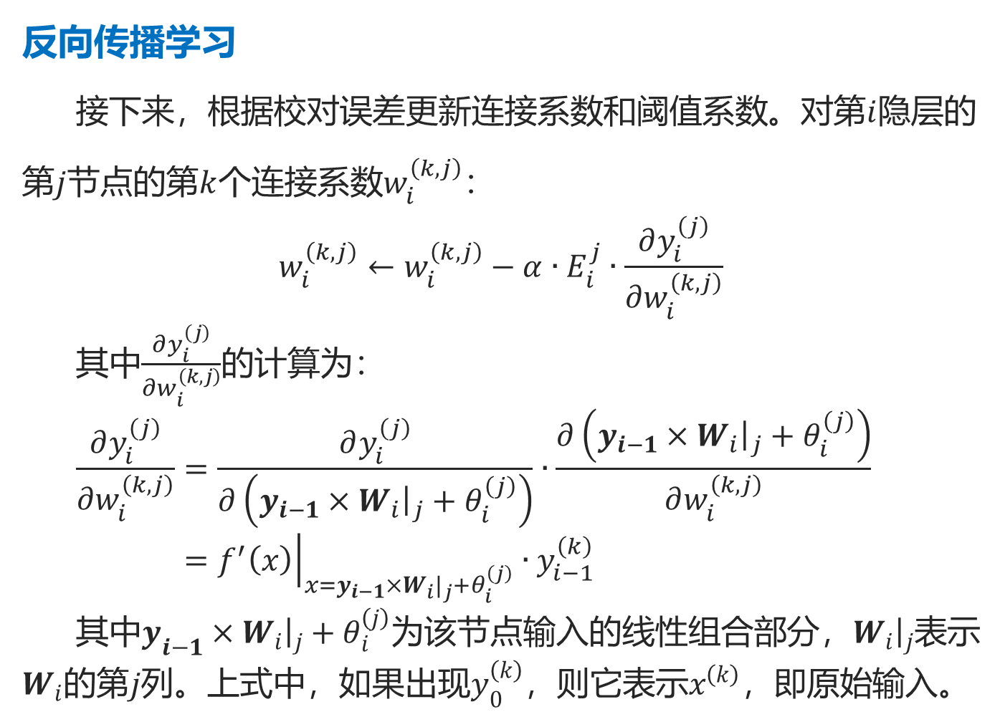 反向传播学习
接下来，根据校对误差更新连接系数和阈值系数。对第$i$隐层的
第$j$节点的第$k$个连接系数$w_i^{(k,j)}$：
$w_i^{(k,j)} \leftarrow w_i^{(k,j)} - \alpha \cdot E_i^j \cdot \frac{\partial y_i^{(j)}}{\partial w_i^{(k,j)}}$
其中$\frac{\partial y_i^{(j)}}{\partial w_i^{(k,j)}}$的计算为：
$\frac{\partial y_i^{(j)}}{\partial w_i^{(k,j)}} = \frac{\partial y_i^{(j)}}{\partial \left( \boldsymbol{y_{i-1}} \times \boldsymbol{W}_i|_j + \theta_i^{(j)} \right)} \cdot \frac{\partial \left( \boldsymbol{y_{i-1}} \times \boldsymbol{W}_i|_j + \theta_i^{(j)} \right)}{\partial w_i^{(k,j)}}$
$= f'(x)\Big|_{x=\boldsymbol{y_{i-1}} \times \boldsymbol{W}_i|_j + \theta_i^{(j)}} \cdot y_{i-1}^{(k)}$
其中$\boldsymbol{y_{i-1}} \times \boldsymbol{W}_i|_j + \theta_i^{(j)}$为该节点输入的线性组合部分，$\boldsymbol{W}_i|_j$表示
$\boldsymbol{W}_i$的第$j$列。上式中，如果出现$y_0^{(k)}$，则它表示$x^{(k)}$，即原始输入。